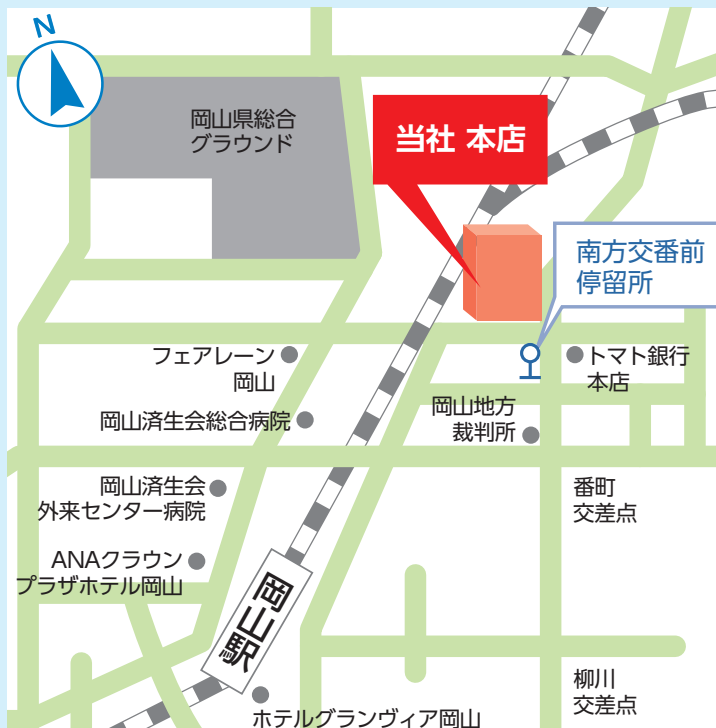 N
岡山県総合
グラウンド
当社 本店
南方交番前
停留所
フェアレーン
岡山
トマト銀行
本店
岡山済生会総合病院
岡山地方
裁判所
岡山済生会
外来センター病院
番町
交差点
ANAクラウン
プラザホテル岡山
岡山駅
柳川
交差点
ホテルグランヴィア岡山